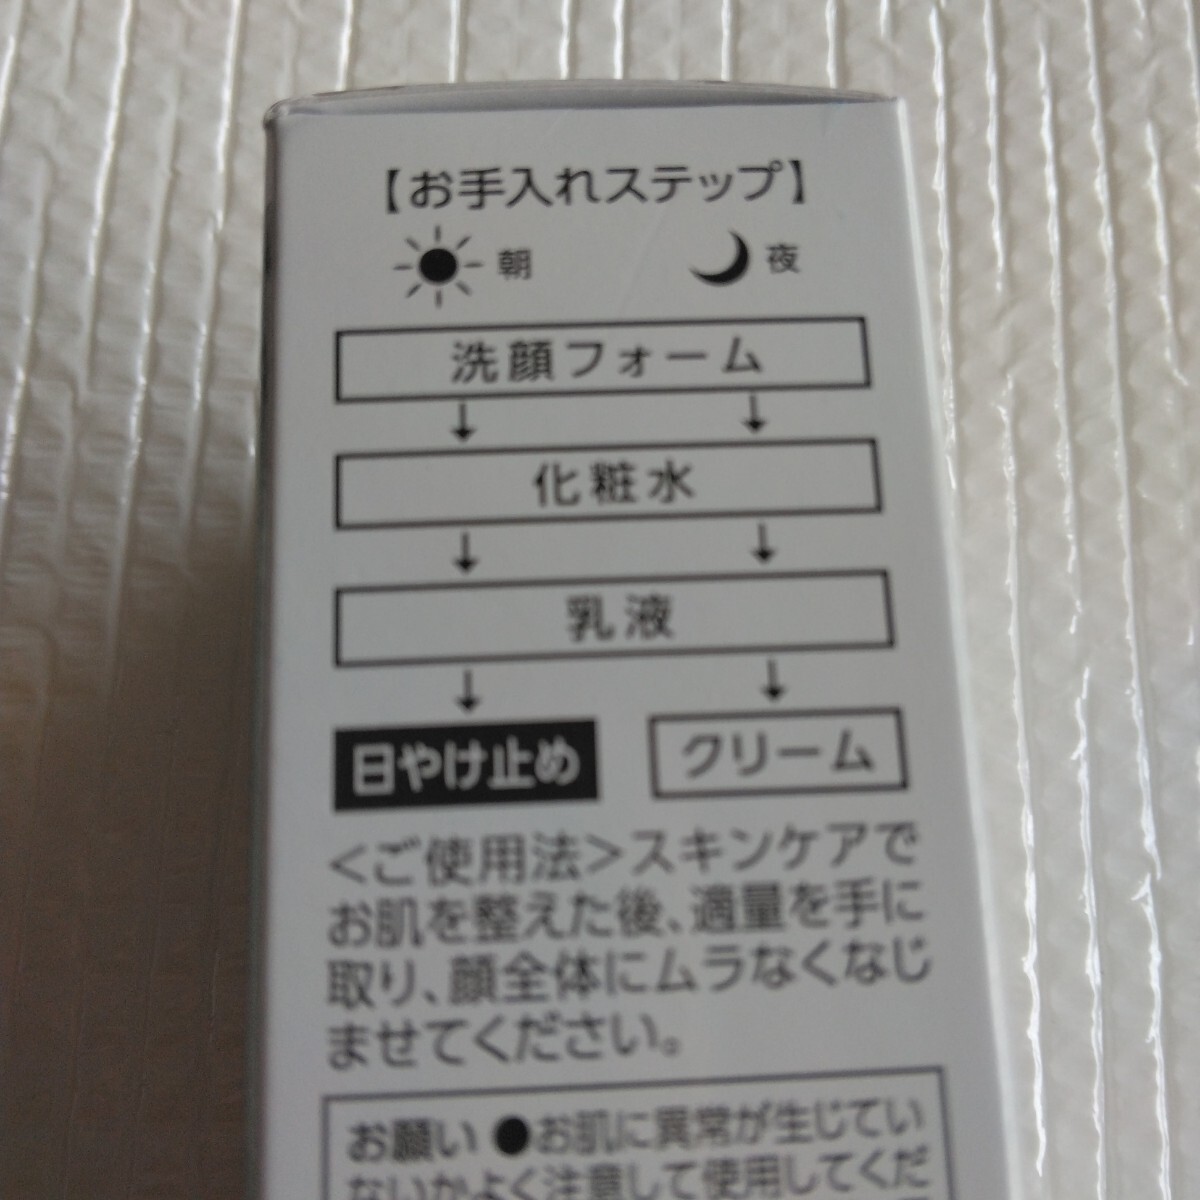 【お手入れステップ】
朝 夜
洗顔フォーム
↓ ↓
化粧水
↓ ↓
乳液
↓ ↓
日やけ止め クリーム
<ご使用法>スキンケアで
お肌を整えた後、適量を手に
取り、顔全体にムラなくなじ
ませてください。
お願い ●お肌に異常が生じてい
ないかよく注意して使用してくだ